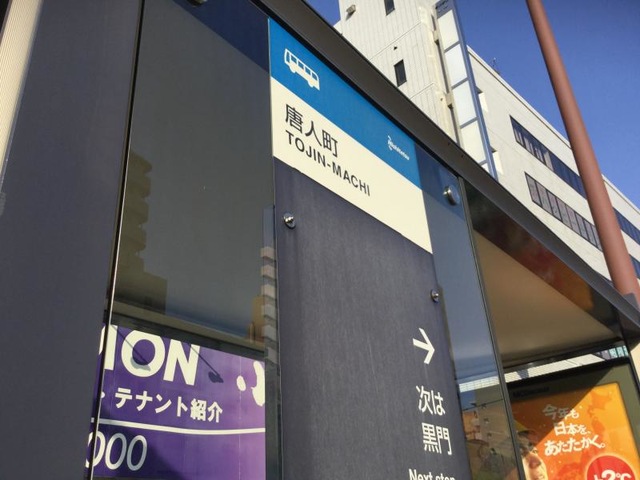 唐人町
TOJIN-MACHI
→
次は
黒門
Next stop
ION
・テナント紹介
000
今年も
日本を、
あたたかく。
+2℃